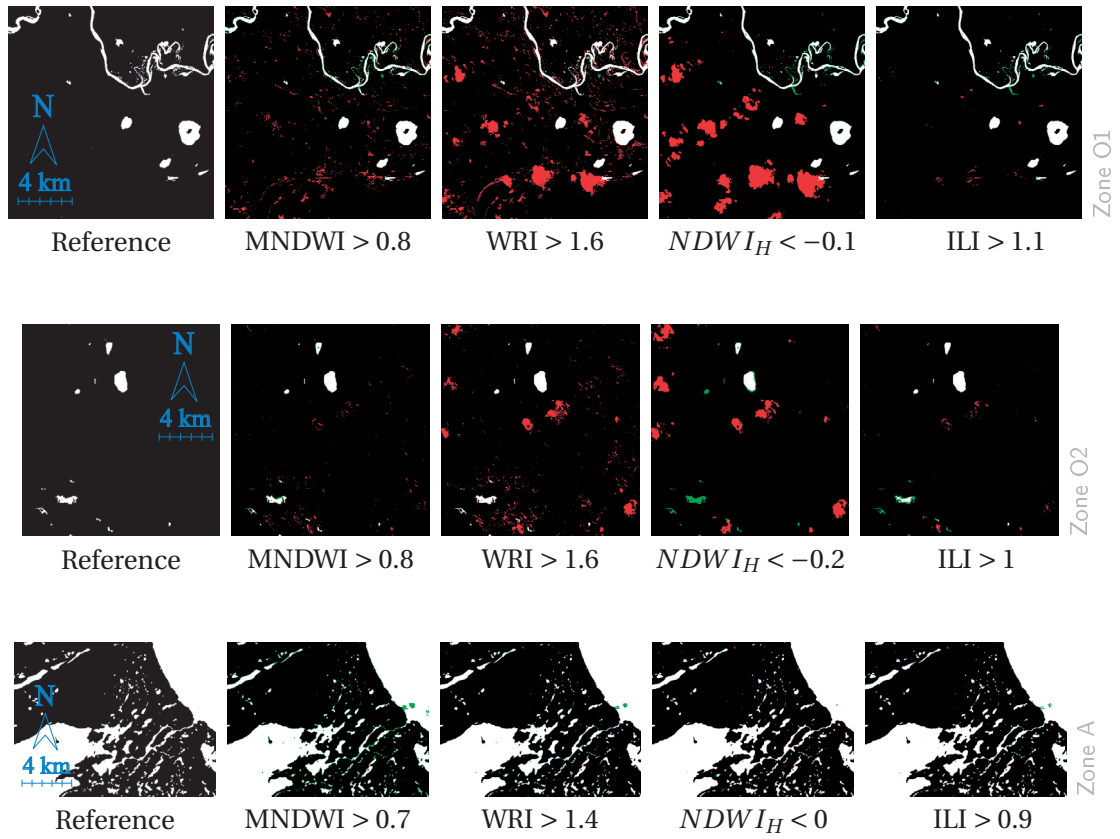 N
4 km
Zone O1
Reference
MNDWI > 0.8
WRI > 1.6
NDWI_H < −0.1
ILI > 1.1
N
4 km
Zone O2
Reference
MNDWI > 0.8
WRI > 1.6
NDWI_H < −0.2
ILI > 1
N
4 km
Zone A
Reference
MNDWI > 0.7
WRI > 1.4
NDWI_H < 0
ILI > 0.9